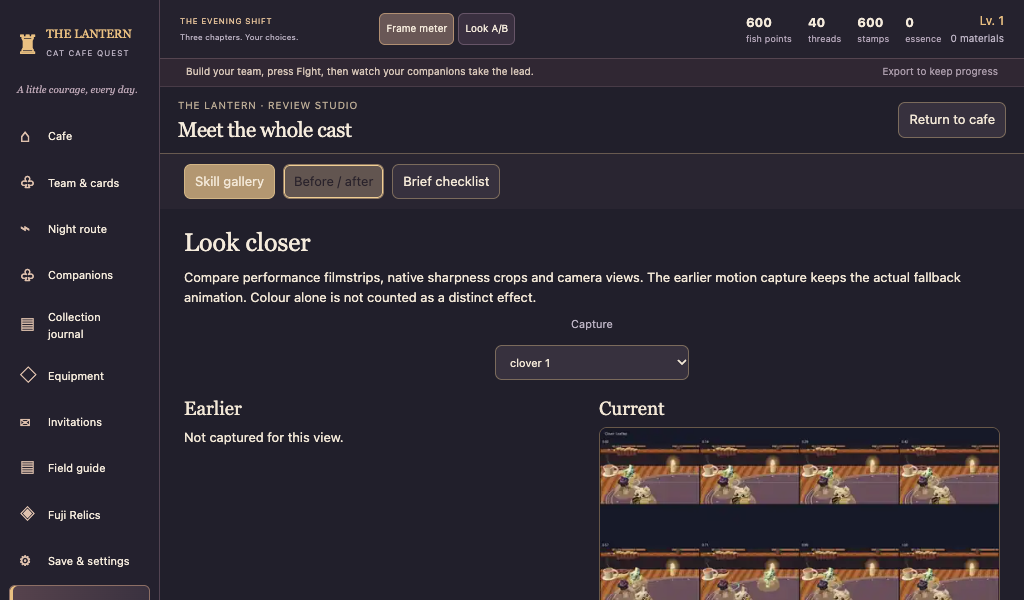 THE LANTERN
CAT CAFE QUEST
A little courage, every day.
Cafe
Team & cards
Night route
Companions
Collection
journal
Equipment
Invitations
Field guide
Fuji Relics
Save & settings
THE EVENING SHIFT
Three chapters. Your choices.
Frame meter
Look A/B
600
fish points
40
threads
600
stamps
0
essence
Lv. 1
0 materials
Build your team, press Fight, then watch your companions take the lead.
Export to keep progress
THE LANTERN · REVIEW STUDIO
Meet the whole cast
Return to cafe
Skill gallery
Before / after
Brief checklist
Look closer
Compare performance filmstrips, native sharpness crops and camera views. The earlier motion capture keeps the actual fallback
animation. Colour alone is not counted as a distinct effect.
Capture
clover 1
Earlier
Not captured for this view.
Current